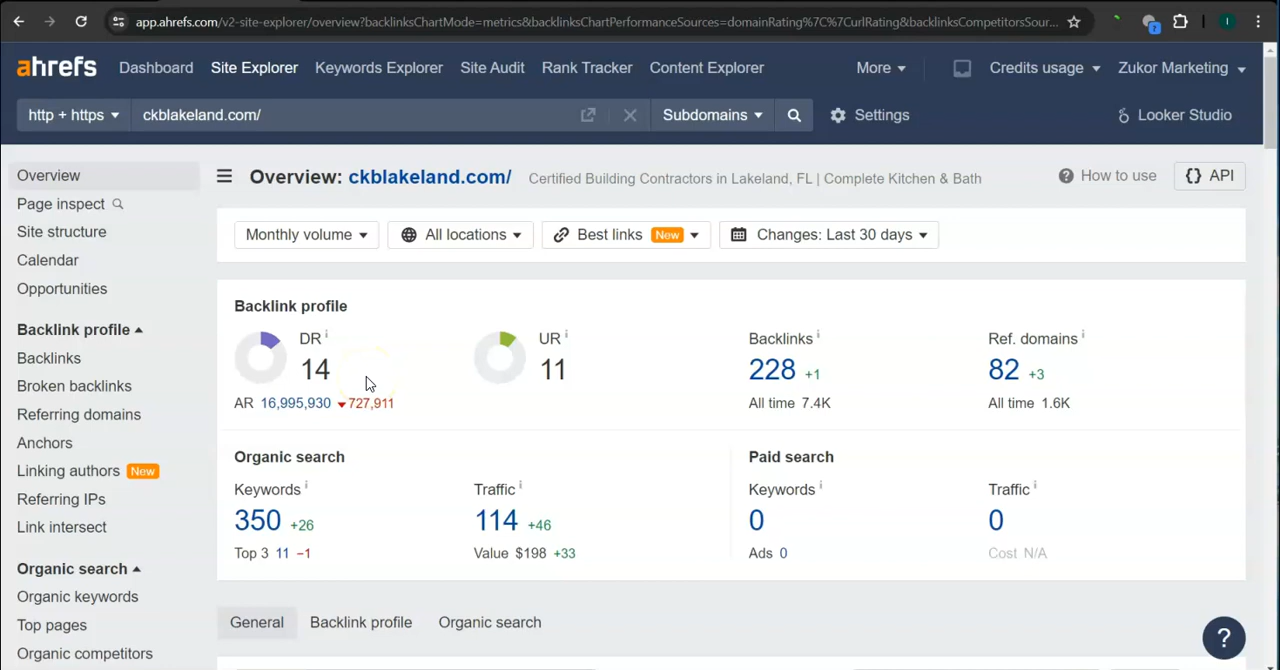 app.ahrefs.com/v2-site-explorer/overview?backlinksChartMode=metrics&backlinksChartPerformanceSources=domainRating%7C%7CurlRating&backlinksCompetitorsSour...
ahrefs Dashboard Site Explorer Keywords Explorer Site Audit Rank Tracker Content Explorer More Credits usage Zukor Marketing
http + https ckblakeland.com/ Subdomains Settings Looker Studio
Overview
Page inspect
Site structure
Calendar
Opportunities
Backlink profile
Backlinks
Broken backlinks
Referring domains
Anchors
Linking authors New
Referring IPs
Link intersect
Organic search
Organic keywords
Top pages
Organic competitors
Overview: ckblakeland.com/ Certified Building Contractors in Lakeland, FL | Complete Kitchen & Bath ? How to use {} API
Monthly volume All locations Best links New Changes: Last 30 days
Backlink profile
DR i UR i Backlinks i Ref. domains i
14 11 228 +1 82 +3
AR 16,995,930 727,911 All time 7.4K All time 1.6K
Organic search Paid search
Keywords i Traffic i Keywords i Traffic i
350 +26 114 +46 0 0
Top 3 11 −1 Value $198 +33 Ads 0 Cost N/A
General Backlink profile Organic search
?